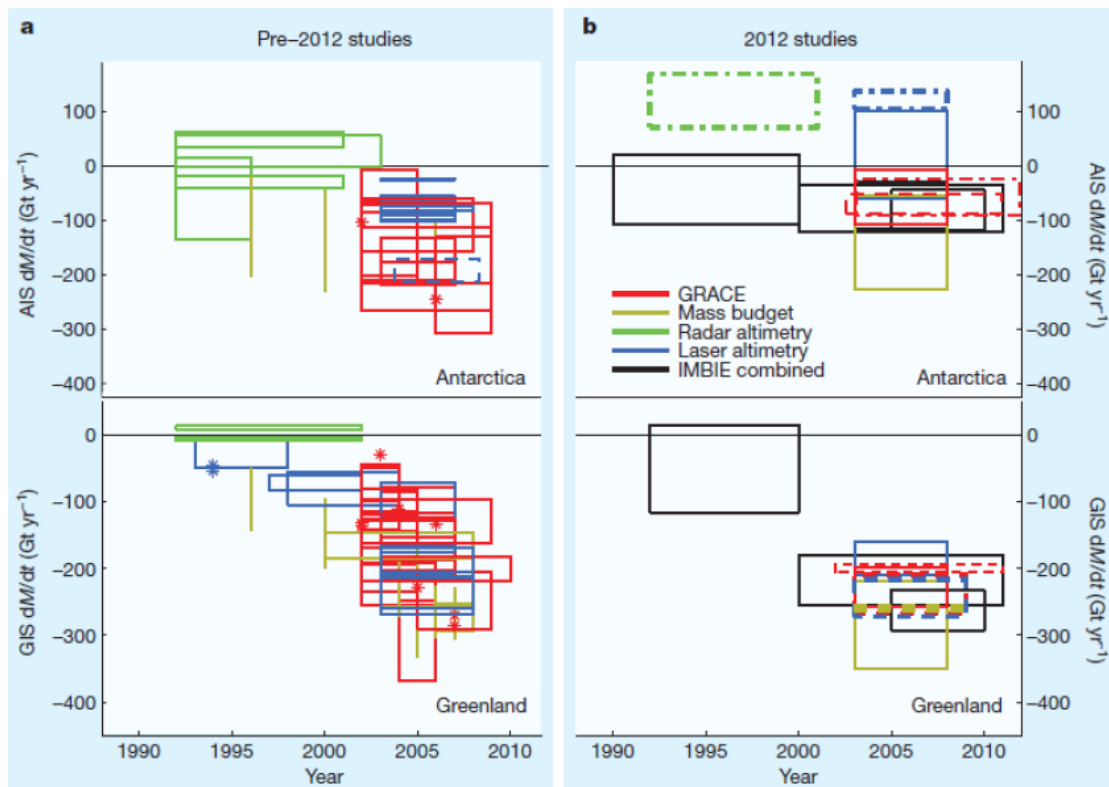 a
Pre–2012 studies
100
0
–100
–200
–300
–400
AIS dM/dt (Gt yr⁻¹)
Antarctica
0
–100
–200
–300
–400
GIS dM/dt (Gt yr⁻¹)
Greenland
1990 1995 2000 2005 2010
Year
b
2012 studies
100
0
–100
–200
–300
–400
AIS dM/dt (Gt yr⁻¹)
GRACE
Mass budget
Radar altimetry
Laser altimetry
IMBIE combined
Antarctica
0
–100
–200
–300
–400
GIS dM/dt (Gt yr⁻¹)
Greenland
1990 1995 2000 2005 2010
Year